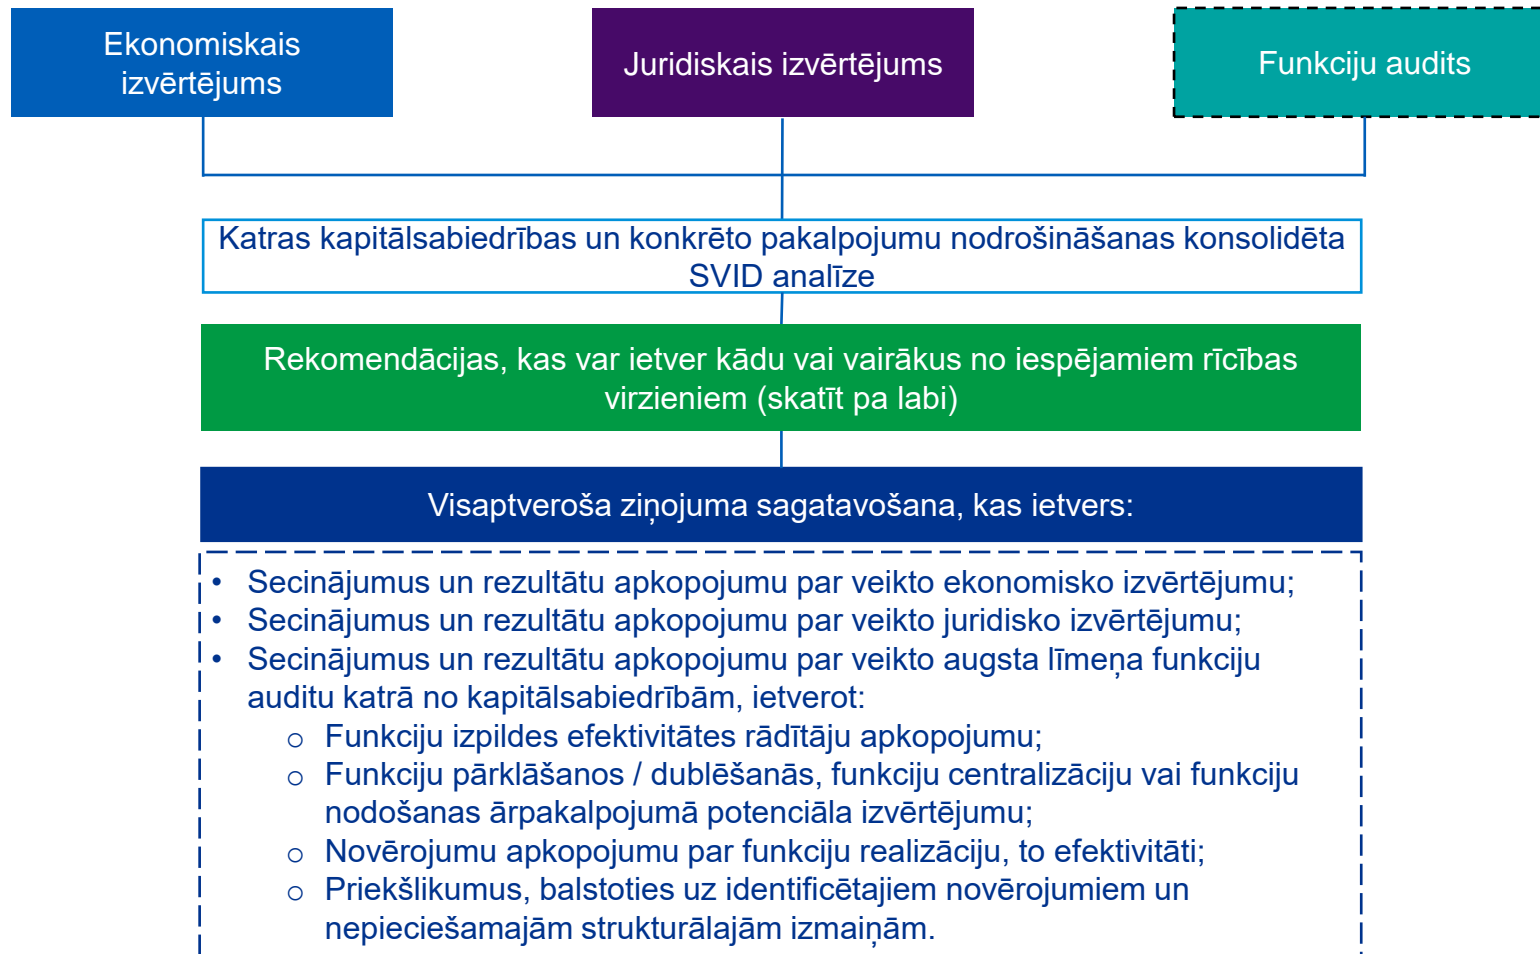 Ekonomiskais
izvērtējums
Juridiskais izvērtējums
Funkciju audits
Katras kapitālsabiedrības un konkrēto pakalpojumu nodrošināšanas konsolidēta
SVID analīze
Rekomendācijas, kas var ietver kādu vai vairākus no iespējamiem rīcības
virzieniem (skatīt pa labi)
Visaptveroša ziņojuma sagatavošana, kas ietvers:
• Secinājumus un rezultātu apkopojumu par veikto ekonomisko izvērtējumu;
• Secinājumus un rezultātu apkopojumu par veikto juridisko izvērtējumu;
• Secinājumus un rezultātu apkopojumu par veikto augsta līmeņa funkciju
auditu katrā no kapitālsabiedrībām, ietverot:
o Funkciju izpildes efektivitātes rādītāju apkopojumu;
o Funkciju pārklāšanos / dublēšanās, funkciju centralizāciju vai funkciju
nodošanas ārpakalpojumā potenciāla izvērtējumu;
o Novērojumu apkopojumu par funkciju realizāciju, to efektivitāti;
o Priekšlikumus, balstoties uz identificētajiem novērojumiem un
nepieciešamajām strukturālajām izmaiņām.